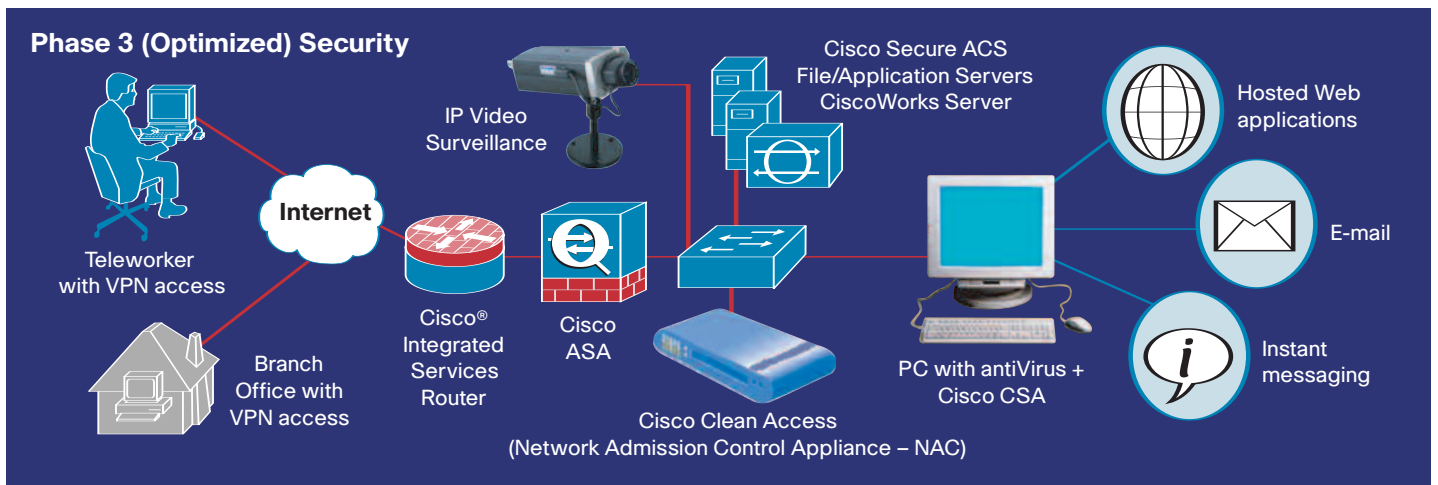 Phase 3 (Optimized) Security
Teleworker
with VPN access
Internet
Branch
Office with
VPN access
IP Video
Surveillance
Cisco®
Integrated
Services
Router
Cisco
ASA
Cisco Secure ACS
File/Application Servers
CiscoWorks Server
Cisco Clean Access
(Network Admission Control Appliance – NAC)
PC with antiVirus +
Cisco CSA
Hosted Web
applications
E-mail
i
Instant
messaging